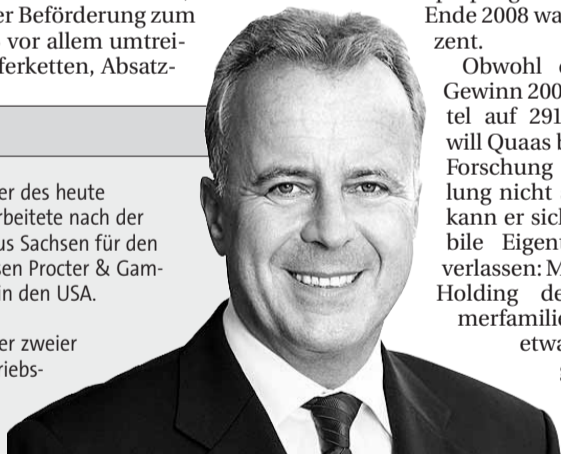 er Beförderung zum
vor allem umtrei-
ferketten, Absatz-
er des heute
rbeitete nach der
us Sachsen für den
sen Procter & Gam-
in den USA.
er zweier
riebs-
Ende 2008 wa
zent.
Obwohl
Gewinn 200
tel auf 291
will Quaas b
Forschung
lung nicht
kann er sich
bile Eigent
verlassen: M
Holding de
merfamilie
etwa